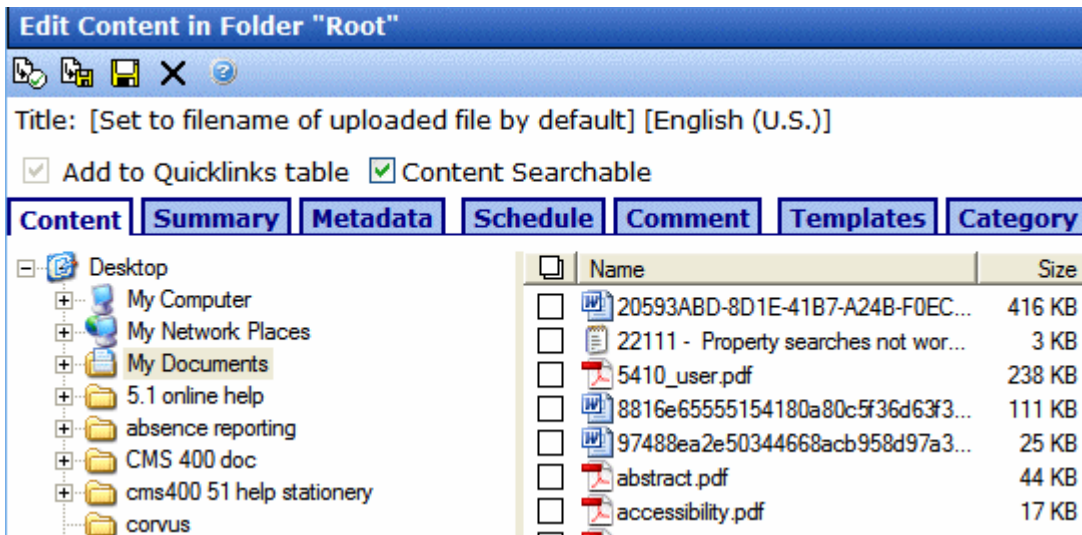 Edit Content in Folder "Root"
Title: [Set to filename of uploaded file by default] [English (U.S.)]
Add to Quicklinks table Content Searchable
Content Summary Metadata Schedule Comment Templates Category
Desktop
My Computer
My Network Places
My Documents
5.1 online help
absence reporting
CMS 400 doc
cms400 51 help stationery
corvus
Name Size
20593ABD-8D1E-41B7-A24B-F0EC... 416 KB
22111 - Property searches not wor... 3 KB
5410_user.pdf 238 KB
8816e65555154180a80c5f36d63f3... 111 KB
97488ea2e50344668acb958d97a3... 25 KB
abstract.pdf 44 KB
accessibility.pdf 17 KB